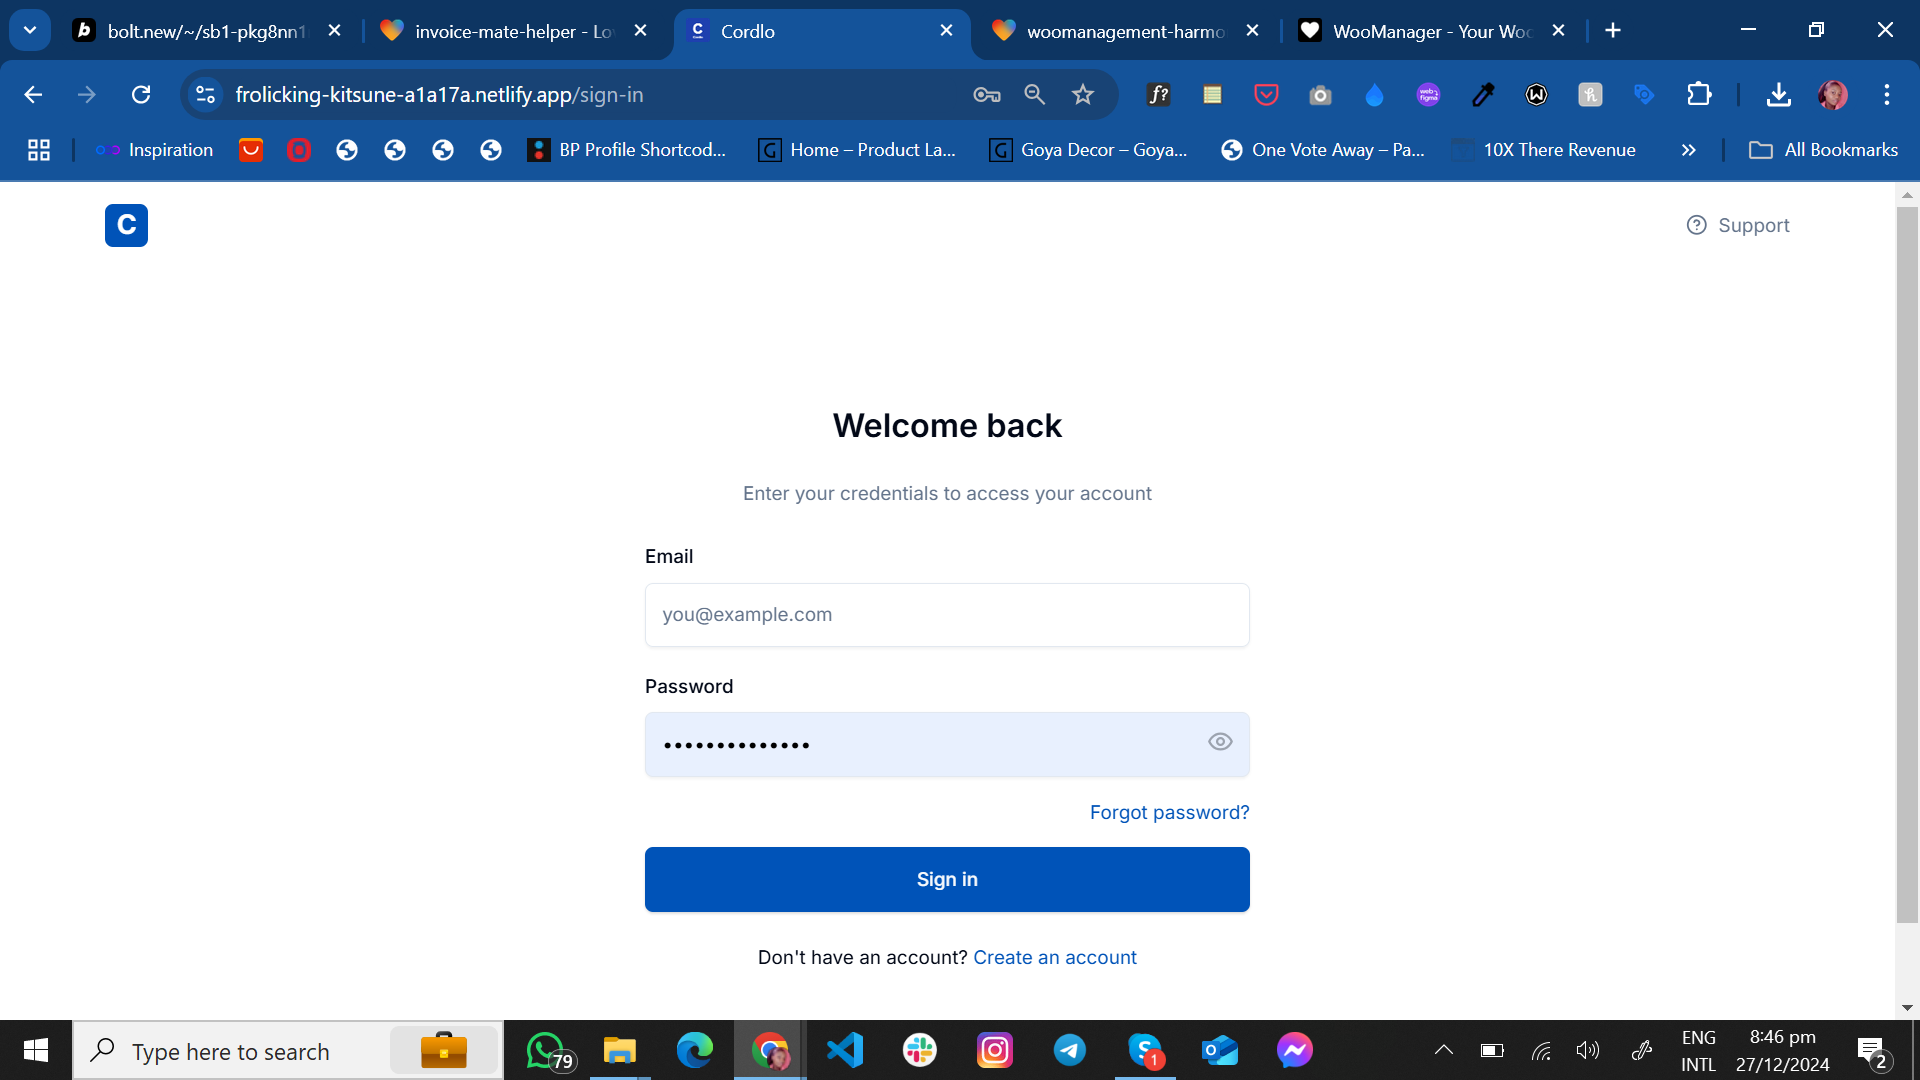 bolt.new/~/sb1-pkg8nn1
invoice-mate-helper - Lo
Cordlo
woomanagement-harmo
WooManager - Your Woo
frolicking-kitsune-a1a17a.netlify.app/sign-in
Inspiration
BP Profile Shortcod...
Home – Product La...
Goya Decor – Goya...
One Vote Away – Pa...
10X There Revenue
All Bookmarks
C
Support
Welcome back
Enter your credentials to access your account
Email
you@example.com
Password
••••••••••••••
Forgot password?
Sign in
Don't have an account? Create an account
Type here to search
79
1
ENG
INTL
8:46 pm
27/12/2024
2